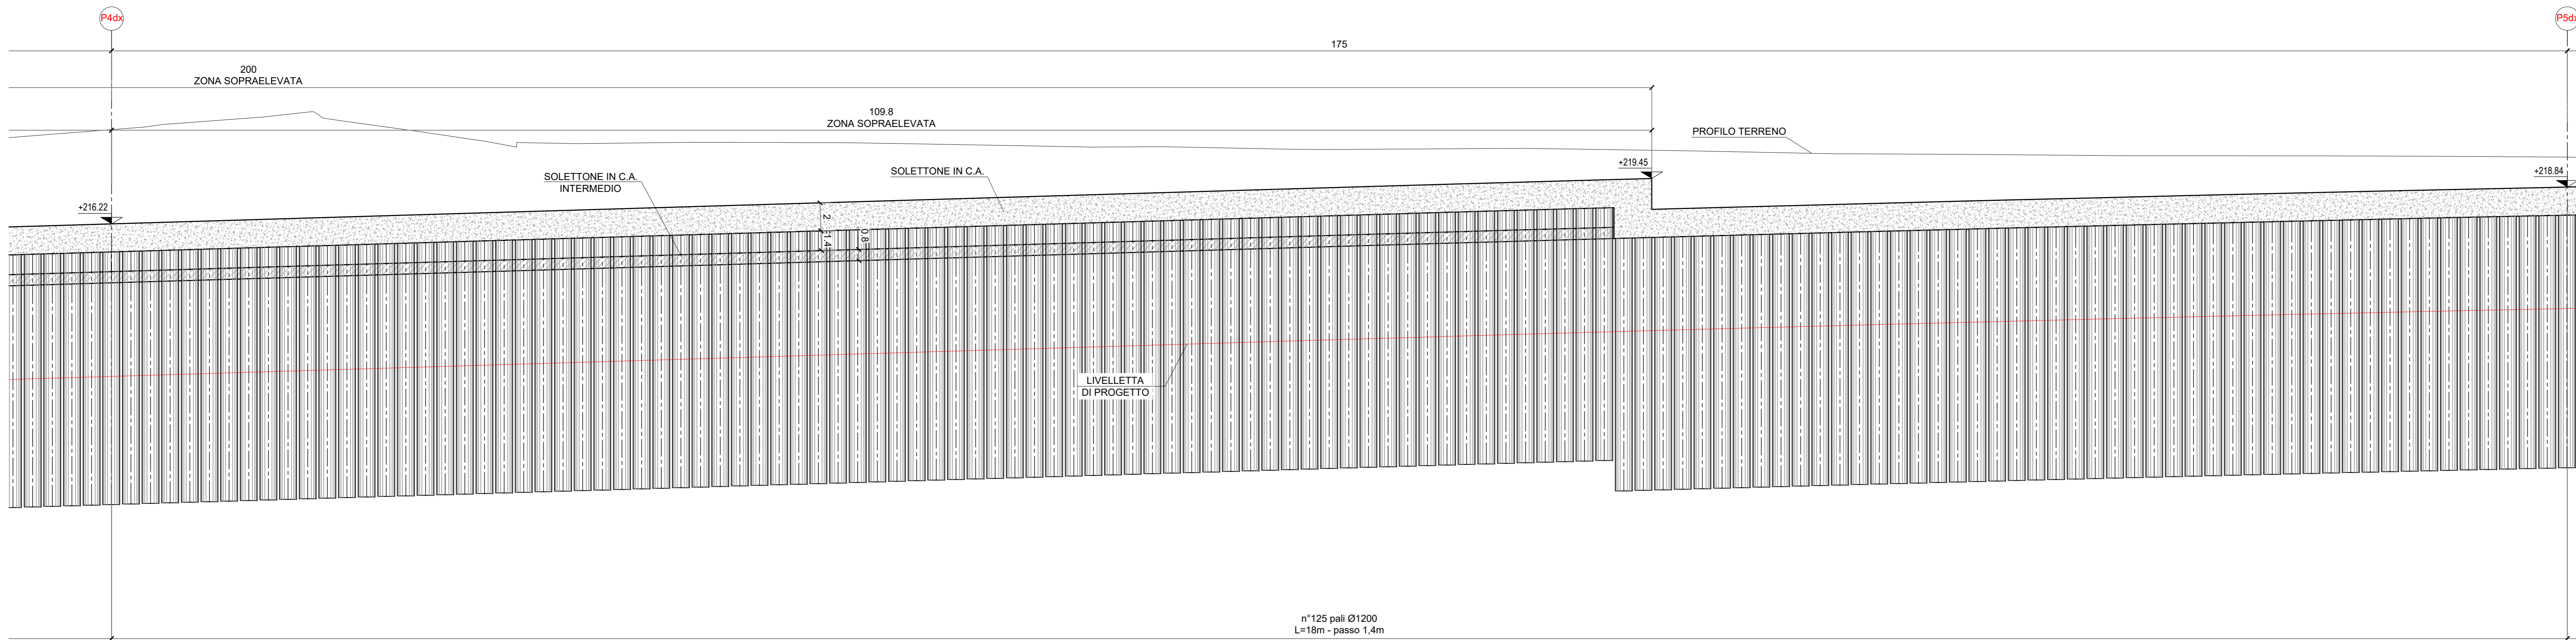 P4dx
P5dx
175
200
ZONA SOPRAELEVATA
109.8
ZONA SOPRAELEVATA
PROFILO TERRENO
+219.45
+218.84
SOLETTONE IN C.A.
INTERMEDIO
SOLETTONE IN C.A.
+216.22
2
1.4
0.8
LIVELLETTA
DI PROGETTO
n°125 pali Ø1200
L=18m - passo 1,4m